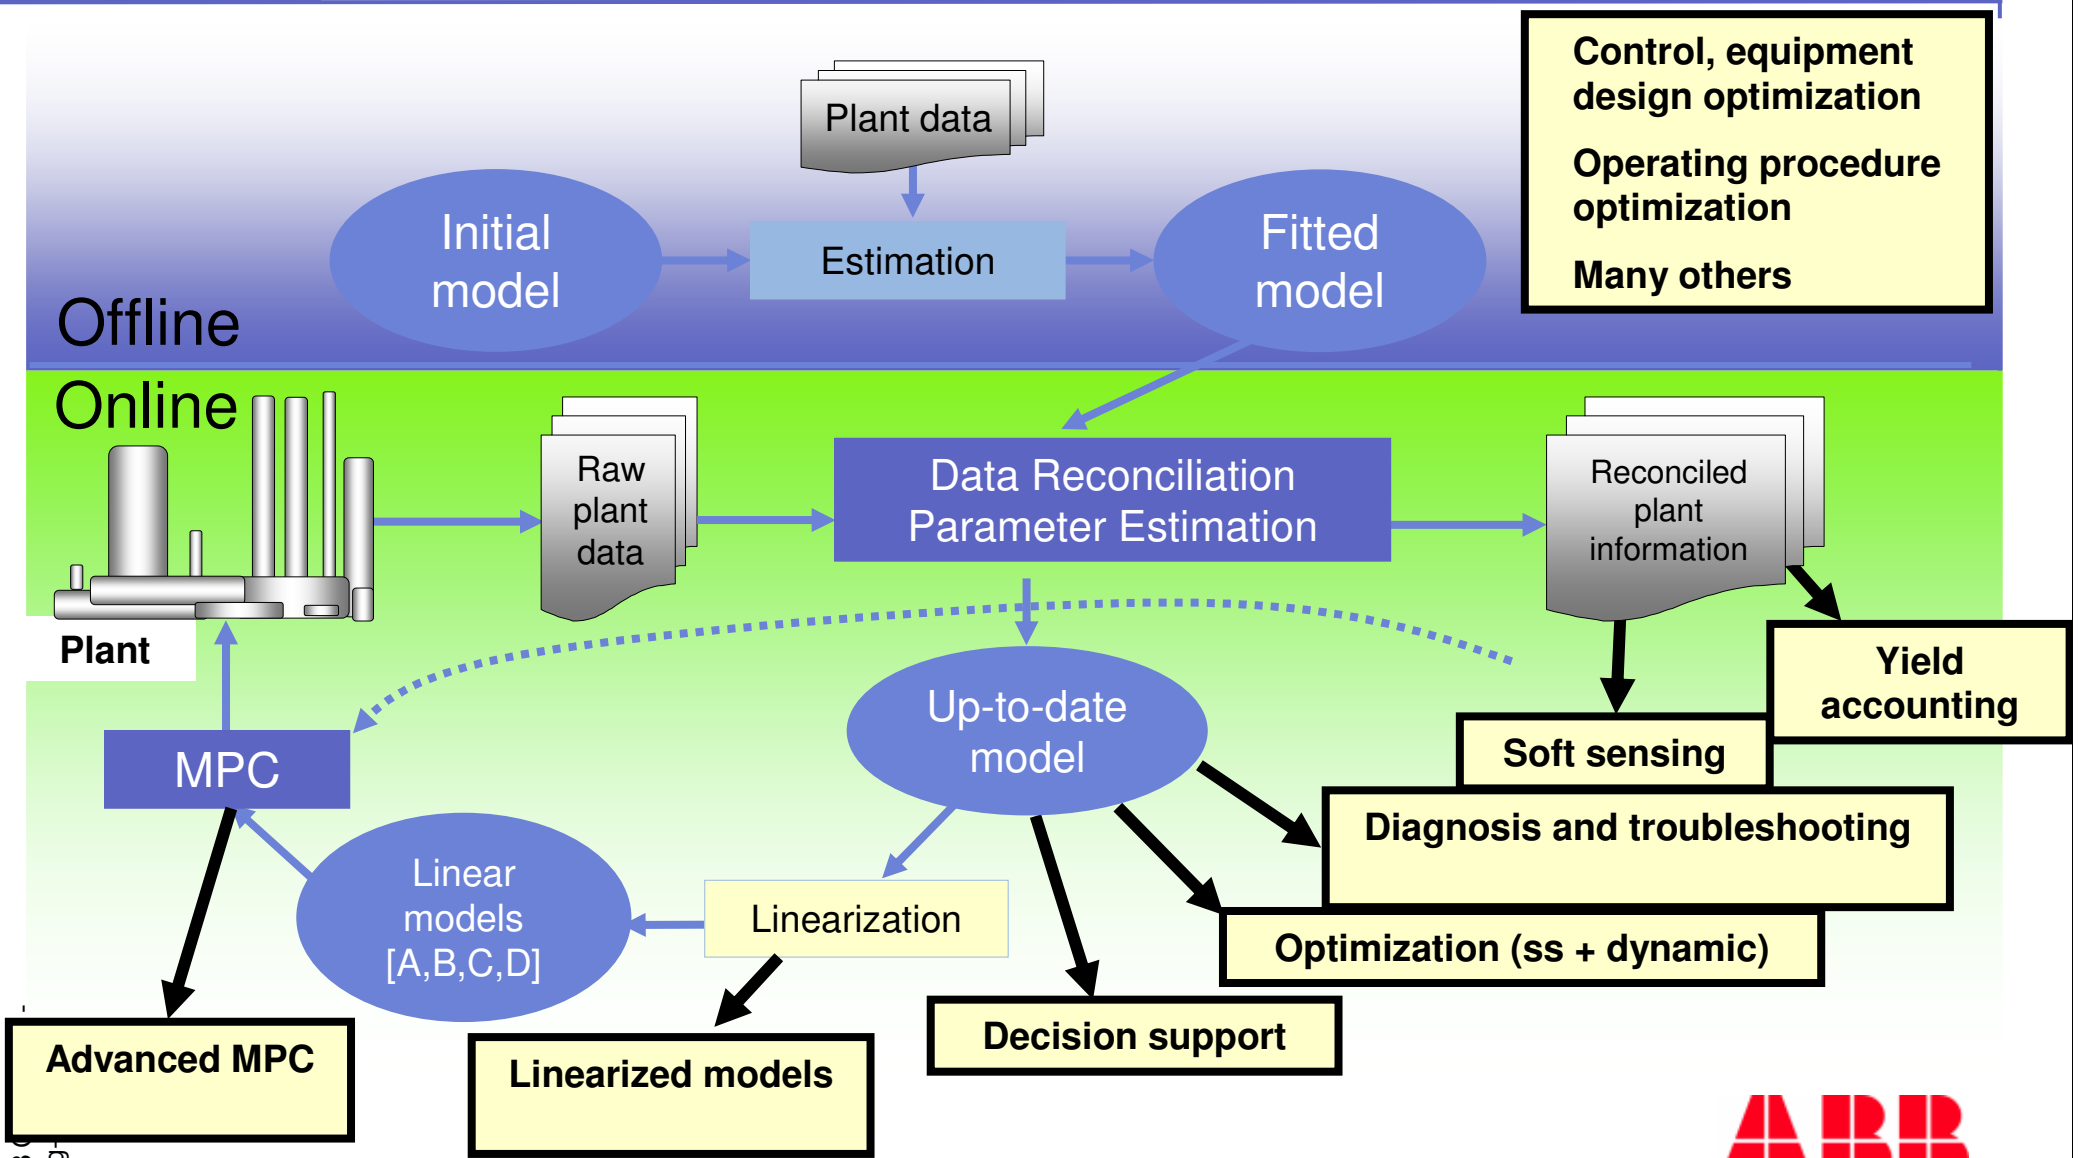 Control, equipment
design optimization
Operating procedure
optimization
Many others
Plant data
Initial
model
Estimation
Fitted
model
Offline
Online
Raw
plant
data
Data Reconciliation
Parameter Estimation
Reconciled
plant
information
Plant
Yield
accounting
Up-to-date
model
Soft sensing
MPC
Diagnosis and troubleshooting
Linear
models
[A,B,C,D]
Linearization
Optimization (ss + dynamic)
Decision support
Advanced MPC
Linearized models
ABB